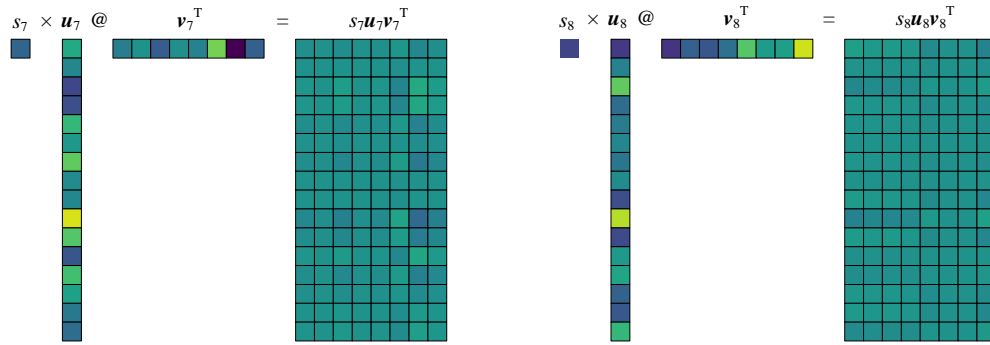 s₇ × u₇ @ v₇ᵀ = s₇u₇v₇ᵀ
s₈ × u₈ @ v₈ᵀ = s₈u₈v₈ᵀ